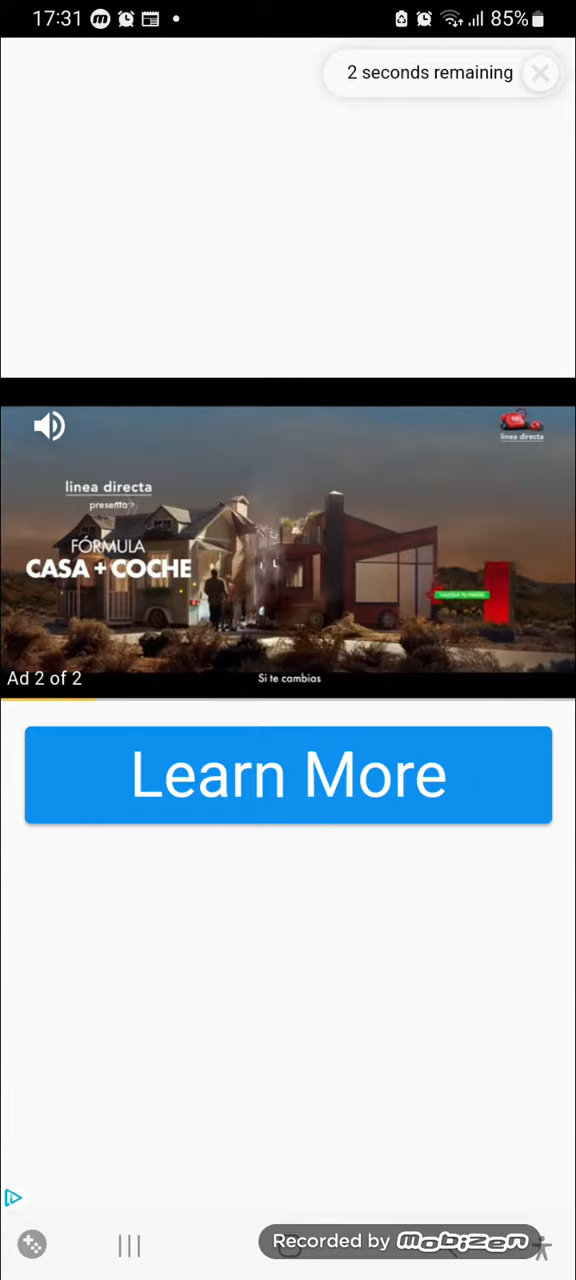 17:31
85%
2 seconds remaining
linea directa
linea directa
presenta
FÓRMULA
CASA + COCHE
Ad 2 of 2
Si te cambias
Learn More
Recorded by mobizen